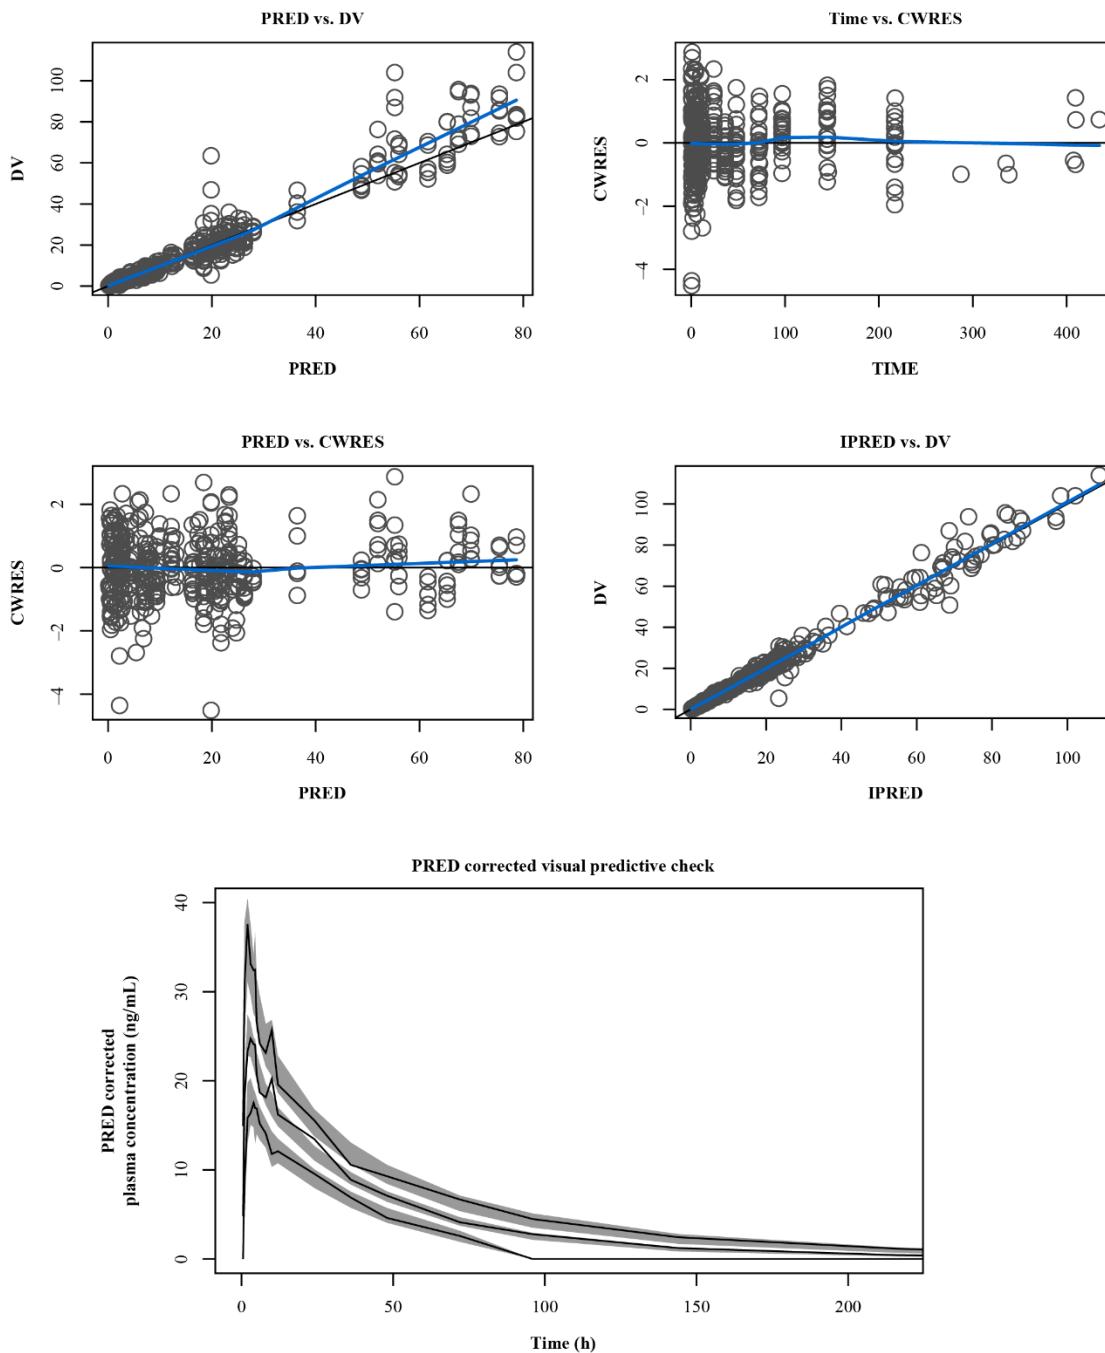 PRED vs. DV
DV
100
80
60
40
20
0
0 20 40 60 80
PRED
Time vs. CWRES
CWRES
2
0
−2
−4
0 100 200 300 400
TIME
PRED vs. CWRES
CWRES
2
0
−2
−4
0 20 40 60 80
PRED
IPRED vs. DV
DV
100
80
60
40
20
0
0 20 40 60 80 100
IPRED
PRED corrected visual predictive check
PRED corrected
plasma concentration (ng/mL)
40
30
20
10
0
0 50 100 150 200
Time (h)